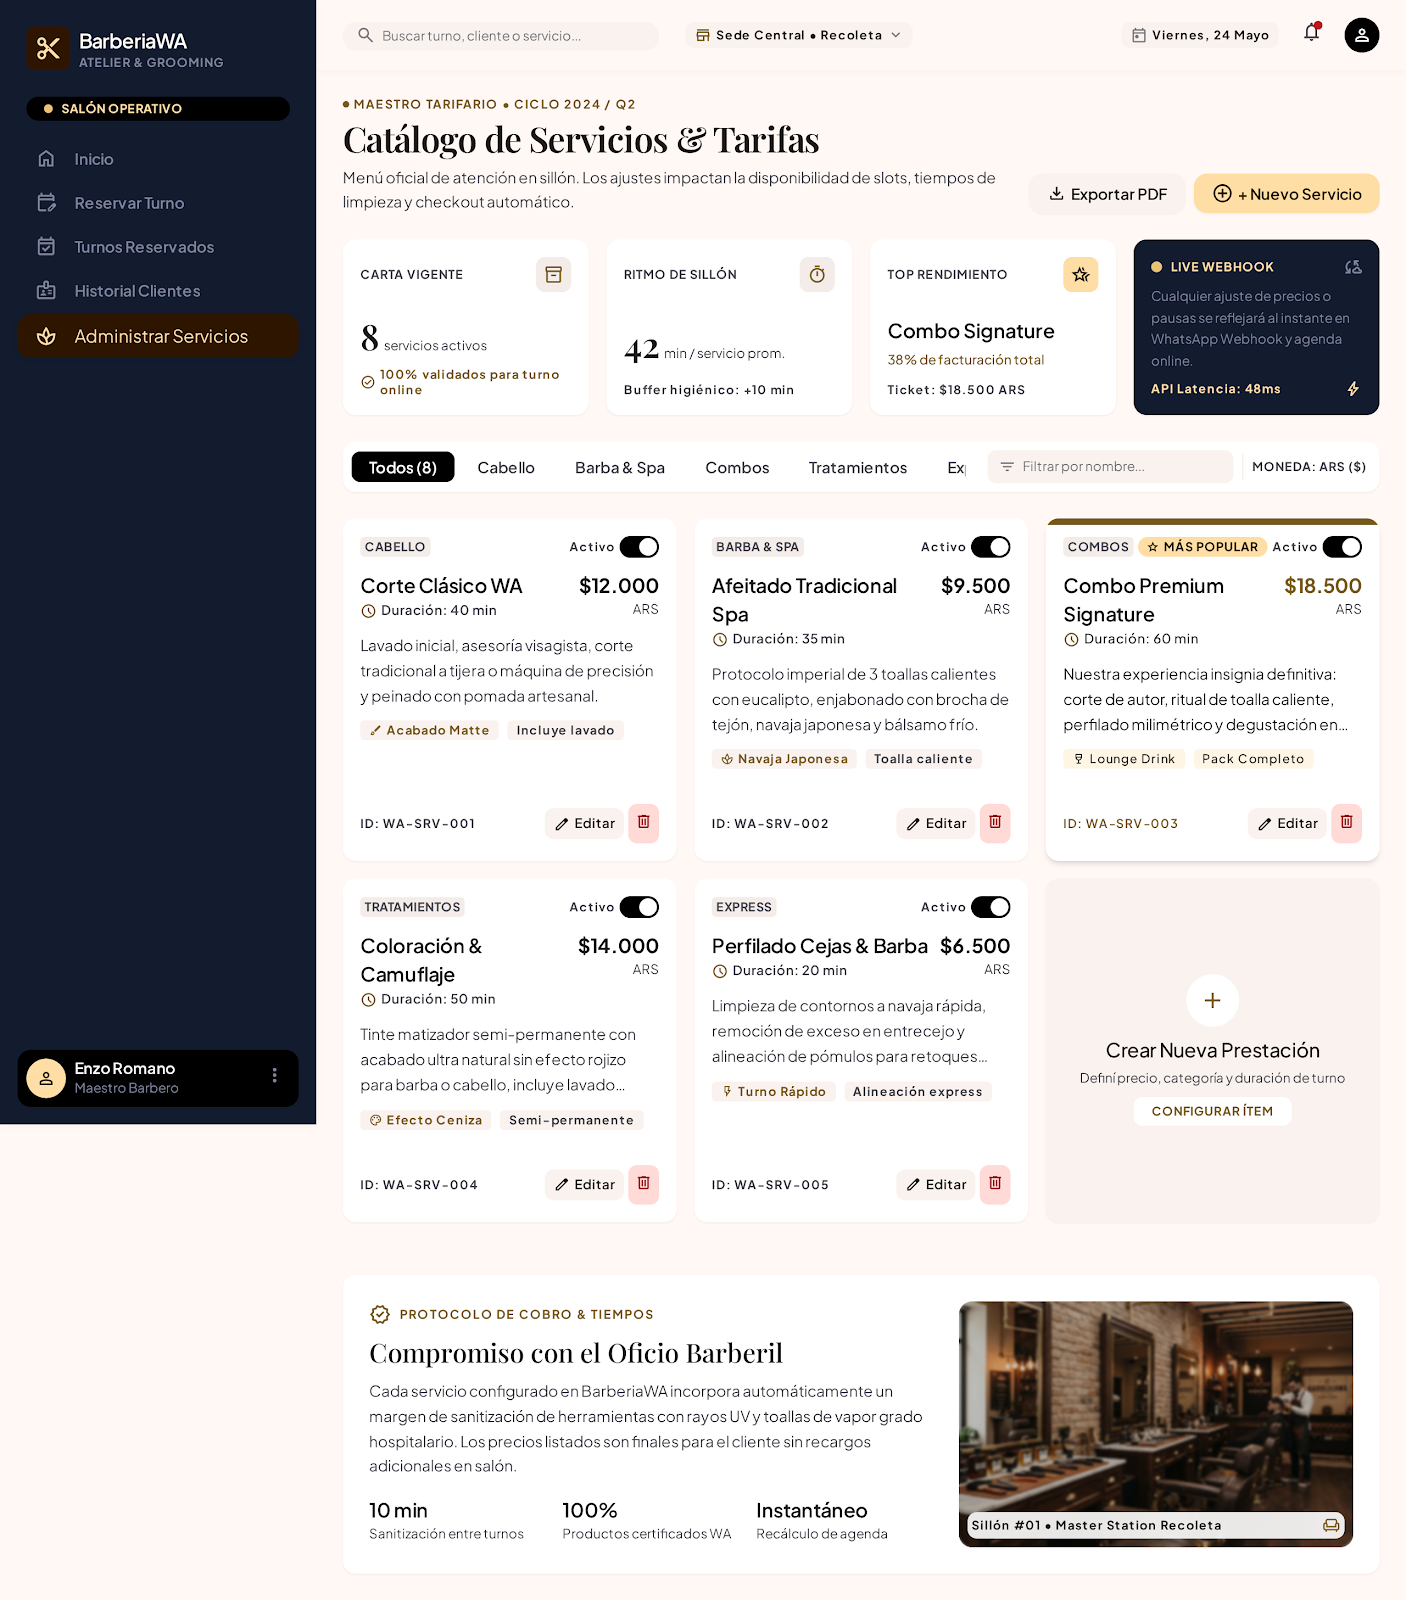 BarberiaWA
ATELIER & GROOMING
SALÓN OPERATIVO
Inicio
Reservar Turno
Turnos Reservados
Historial Clientes
Administrar Servicios
Enzo Romano
Maestro Barbero
Buscar turno, cliente o servicio...
Sede Central • Recoleta
Viernes, 24 Mayo
MAESTRO TARIFARIO • CICLO 2024 / Q2
Catálogo de Servicios & Tarifas
Menú oficial de atención en sillón. Los ajustes impactan la disponibilidad de slots, tiempos de
limpieza y checkout automático.
Exportar PDF
+ Nuevo Servicio
CARTA VIGENTE
8 servicios activos
100% validados para turno
online
RITMO DE SILLÓN
42 min / servicio prom.
Buffer higiénico: +10 min
TOP RENDIMIENTO
Combo Signature
38% de facturación total
Ticket: $18.500 ARS
LIVE WEBHOOK
Cualquier ajuste de precios o
pausas se reflejará al instante en
WhatsApp Webhook y agenda
online.
API Latencia: 48ms
Todos (8)
Cabello
Barba & Spa
Combos
Tratamientos
Ex
Filtrar por nombre...
MONEDA: ARS ($)
CABELLO
Activo
Corte Clásico WA
$12.000
ARS
Duración: 40 min
Lavado inicial, asesoría visagista, corte
tradicional a tijera o máquina de precisión
y peinado con pomada artesanal.
Acabado Matte
Incluye lavado
ID: WA-SRV-001
Editar
BARBA & SPA
Activo
Afeitado Tradicional
Spa
$9.500
ARS
Duración: 35 min
Protocolo imperial de 3 toallas calientes
con eucalipto, enjabonado con brocha de
tejón, navaja japonesa y bálsamo frío.
Navaja Japonesa
Toalla caliente
ID: WA-SRV-002
Editar
COMBOS
MÁS POPULAR
Activo
Combo Premium
Signature
$18.500
ARS
Duración: 60 min
Nuestra experiencia insignia definitiva:
corte de autor, ritual de toalla caliente,
perfilado milimétrico y degustación en...
Lounge Drink
Pack Completo
ID: WA-SRV-003
Editar
TRATAMIENTOS
Activo
Coloración &
Camuflaje
$14.000
ARS
Duración: 50 min
Tinte matizador semi-permanente con
acabado ultra natural sin efecto rojizo
para barba o cabello, incluye lavado...
Efecto Ceniza
Semi-permanente
ID: WA-SRV-004
Editar
EXPRESS
Activo
Perfilado Cejas & Barba
$6.500
ARS
Duración: 20 min
Limpieza de contornos a navaja rápida,
remoción de exceso en entrecejo y
alineación de pómulos para retoques...
Turno Rápido
Alineación express
ID: WA-SRV-005
Editar
Crear Nueva Prestación
Definí precio, categoría y duración de turno
CONFIGURAR ÍTEM
PROTOCOLO DE COBRO & TIEMPOS
Compromiso con el Oficio Barberil
Cada servicio configurado en BarberiaWA incorpora automáticamente un
margen de sanitización de herramientas con rayos UV y toallas de vapor grado
hospitalario. Los precios listados son finales para el cliente sin recargos
adicionales en salón.
10 min
Sanitización entre turnos
100%
Productos certificados WA
Instantáneo
Recálculo de agenda
Sillón #01 • Master Station Recoleta